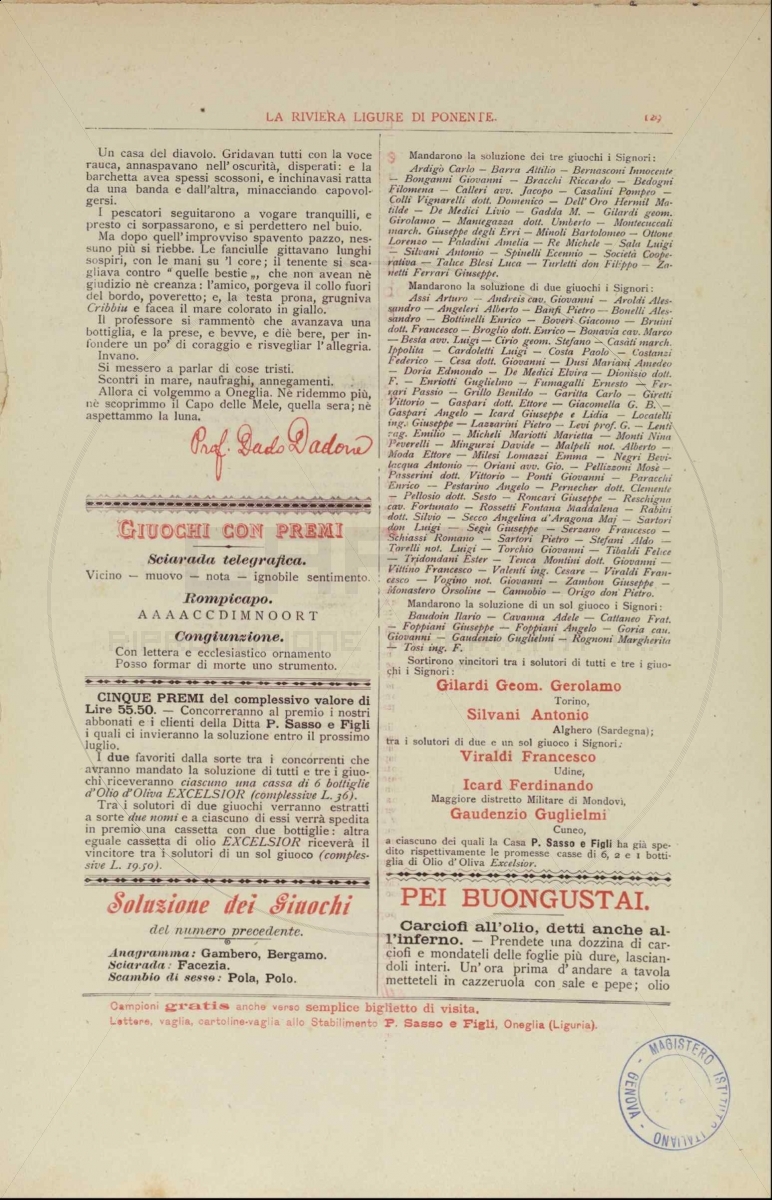 LA RIVIERA LIGURE DI PONENTE.
129
Un casa del diavolo. Gridavan tutti con la voce
rauca, annaspavano nell' oscurità, disperati: e la
barchetta avea spessi scossoni, e inchinavasi ratta
da una banda e dall'altra, minacciando capovol-
gersi.
I pescatori seguitarono a vogare tranquilli, e
presto ci sorpassarono, e si perdettero nel buio.
Ma dopo quell'improvviso spavento pazzo, nes-
suno più si riebbe. Le fanciulle gittavano lunghi
sospiri, con le mani su 'l core; il tenente si sca-
gliava contro “ quelle bestie „, che non avean nè
giudizio nè creanza: l'amico, porgeva il collo fuori
del bordo, poveretto; e, la testa prona, grugniva
Cribbiu e facea il mare colorato in giallo.
Il professore si rammentò che avanzava una
bottiglia, e la prese, e bevve, e diè bere, per in-
fondere un po' di coraggio e risvegliar l'allegria.
Invano.
Si messero a parlar di cose tristi.
Scontri in mare, naufraghi, annegamenti.
Allora ci volgemmo a Oneglia. Nè ridemmo più,
nè scoprimmo il Capo delle Mele, quella sera; nè
aspettammo la luna.
Prof. Dado Dadone
GIUOCHI CON PREMI
Sciarada telegrafica.
Vicino — muovo — nota — ignobile sentimento.
Rompicapo.
A A A A C C D I M N O O R T
Congiunzione.
Con lettera e ecclesiastico ornamento
Posso formar di morte uno strumento.
CINQUE PREMI del complessivo valore di
Lire 55.50. — Concorreranno al premio i nostri
abbonati e i clienti della Ditta P. Sasso e Figli
i quali ci invieranno la soluzione entro il prossimo
luglio.
I due favoriti dalla sorte tra i concorrenti che
avranno mandato la soluzione di tutti e tre i giuo-
chi riceveranno ciascuno una cassa di 6 bottiglie
d'Olio d'Oliva EXCELSIOR (complessive L. 36).
Tra i solutori di due giuochi verranno estratti
a sorte due nomi e a ciascuno di essi verrà spedita
in premio una cassetta con due bottiglie: altra
eguale cassetta di olio EXCELSIOR riceverà il
vincitore tra i solutori di un sol giuoco (comples-
sive L. 19.50).
Soluzione dei Giuochi
del numero precedente.
Anagramma: Gambero, Bergamo.
Sciarada: Facezia.
Scambio di sesso: Pola, Polo.
Mandarono la soluzione dei tre giuochi i Signori:
Ardigò Carlo — Barra Attilio — Bernasconi Innocente
— Bonganni Giovanni — Bracchi Riccardo — Bedogni
Filomena — Calleri avv. Jacopo — Casalini Pompeo —
Colli Vignarelli dott. Domenico — Dell'Oro Hermil Ma-
tilde — De Medici Livio — Gadda M. — Gilardi geom.
Girolamo — Mantegazza dott. Umberto — Montecuccoli
march. Giuseppe degli Erri — Minoli Bartolomeo — Ottone
Lorenzo — Paladini Amelia — Re Michele — Sala Luigi
— Silvani Antonio — Spinelli Ecennio — Società Coope-
rativa — Talice Blesi Luca — Turletti don Filippo — Za-
netti Ferrari Giuseppe.
Mandarono la soluzione di due giuochi i Signori:
Assi Arturo — Andreis cav. Giovanni — Aroldi Ales-
sandro — Angeleri Alberto — Banfi Pietro — Bonelli Ales-
sandro — Bottinelli Enrico — Boveri Giacomo — Bruini
dott. Francesco — Broglio dott. Enrico — Bonavia cav. Marco
— Besta avv. Luigi — Cirio geom. Stefano — Casati march.
Ippolita — Cardoletti Luigi — Costa Paolo — Costanzi
Federico — Cesa dott. Giovanni — Dusi Mariani Amedeo
— Doria Edmondo — De Medici Elvira — Dionisio dott.
F. — Enriotti Guglielmo — Fumagalli Ernesto — Fer-
rari Passio — Grillo Benildo — Garitta Carlo — Giretti
Vittorio — Gaspari dott. Ettore — Giacomella G. B. —
Gaspari Angelo — Icard Giuseppe e Lidia — Locatelli
ing. Giuseppe — Lazzarini Pietro — Levi prof. G. — Lenti
rag. Emilio — Micheli Mariotti Marietta — Monti Nina
Peverelli — Mingurzi Davide — Malpeli not. Alberto —
Moda Ettore — Milesi Lomazzi Emma — Negri Bevi-
lacqua Antonio — Oriani avv. Gio. — Pellizzoni Mosè —
Passerini dott. Vittorio — Ponti Giovanni — Paracchi
Enrico — Pestarino Angelo — Pernecher dott. Clemente
— Pellosio dott. Sesto — Roncari Giuseppe — Reschigna
cav. Fortunato — Rossetti Fontana Maddalena — Rabitti
dott. Silvio — Secco Angelina d'Aragona Maj — Sartori
don Luigi — Segù Giuseppe — Serzano Francesco —
Schiassi Romano — Sartori Pietro — Stefani Aldo —
Torelli not. Luigi — Torchio Giovanni — Tibaldi Felice
— Tridondani Ester — Tenca Montini dott. Giovanni —
Vittino Francesco — Valenti ing. Cesare — Viraldi Fran-
cesco — Vogino not. Giovanni — Zambon Giuseppe —
Monastero Orsoline — Cannobio — Origo don Pietro.
Mandarono la soluzione di un sol giuoco i Signori:
Baudoin Ilario — Cavanna Adele — Cattaneo Frat.
— Foppiani Giuseppe — Foppiani Angelo — Goria cau.
Giovanni — Gaudenzio Guglielmi — Rognoni Margherita
— Tosi ing. F.
Sortirono vincitori tra i solutori di tutti e tre i giuo-
chi i Signori:
Gilardi Geom. Gerolamo
Torino,
Silvani Antonio
Alghero (Sardegna);
tra i solutori di due e un sol giuoco i Signori:
Viraldi Francesco
Udine,
Icard Ferdinando
Maggiore distretto Militare di Mondovì,
Gaudenzio Guglielmi
Cuneo,
a ciascuno dei quali la Casa P. Sasso e Figli ha già spe-
dito rispettivamente le promesse casse di 6, 2 e 1 botti-
glia di Olio d'Oliva Excelsior.
PEI BUONGUSTAI.
Carciofi all'olio, detti anche al-
l'inferno. — Prendete una dozzina di car-
ciofi e mondateli delle foglie più dure, lascian-
doli interi. Un'ora prima d'andare a tavola
metteteli in cazzeruola con sale e pepe; olio
Campioni gratis anche verso semplice biglietto di visita.
Lettere, vaglia, cartoline-vaglia allo Stabilimento P. Sasso e Figli, Oneglia (Liguria).
MAGISTERO ISTITUTO ITALIANO - GENOVA -